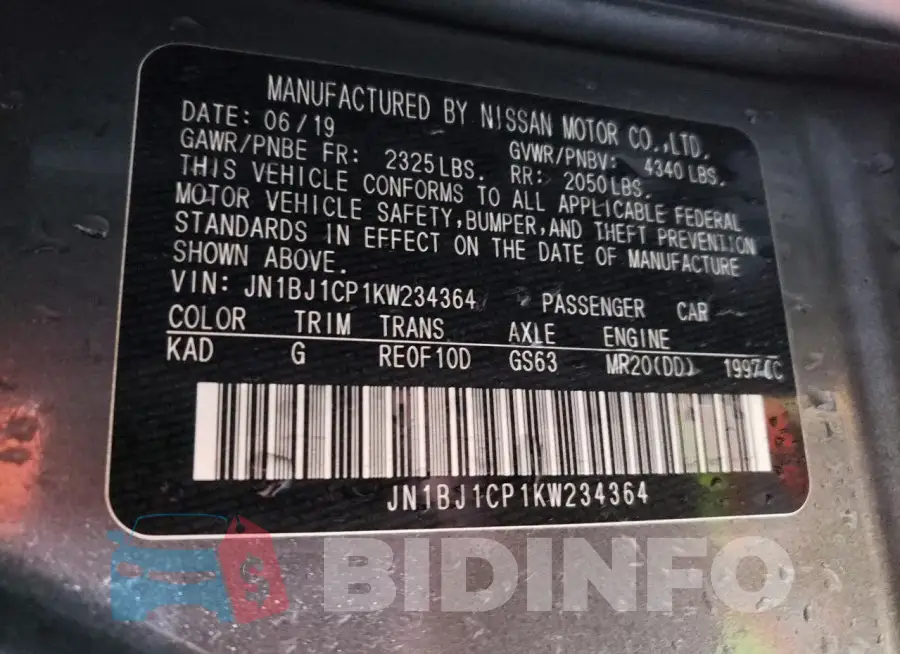 MANUFACTURED BY NISSAN MOTOR CO.,LTD.
DATE: 06/19 GVWR/PNBV: 4340 LBS.
GAWR/PNBE FR: 2325LBS. RR: 2050LBS.
THIS VEHICLE CONFORMS TO ALL APPLICABLE FEDERAL
MOTOR VEHICLE SAFETY,BUMPER,AND THEFT PREVENTION
STANDARDS IN EFFECT ON THE DATE OF MANUFACTURE
SHOWN ABOVE.
VIN: JN1BJ1CP1KW234364 PASSENGER CAR
COLOR TRIM TRANS AXLE ENGINE
KAD G RE0F10D GS63 MR20(DD) 1997CC
JN1BJ1CP1KW234364
$ BIDINFO